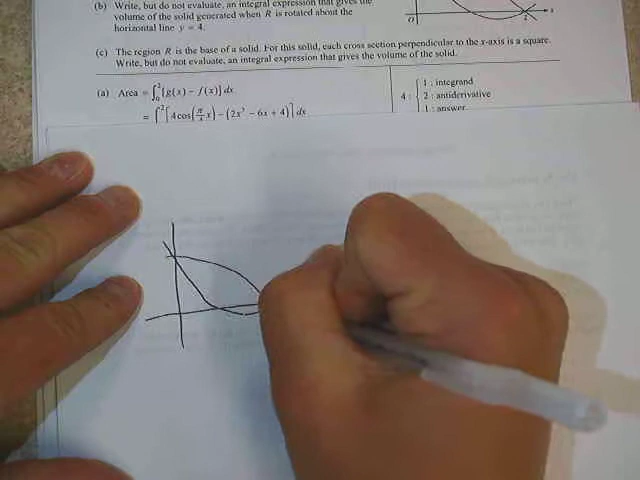 (b) Write, but do not evaluate, an integral expression that gives the
volume of the solid generated when R is rotated about the
horizontal line y = 4.
O 2 x
(c) The region R is the base of a solid. For this solid, each cross section perpendicular to the x-axis is a square.
Write, but do not evaluate, an integral expression that gives the volume of the solid.
(a) Area = ∫₀² [g(x) − f(x)] dx
= ∫₀² [4cos(π/4 x) − (2x² − 6x + 4)] dx
4 : { 1 : integrand
2 : antiderivative
1 : answer